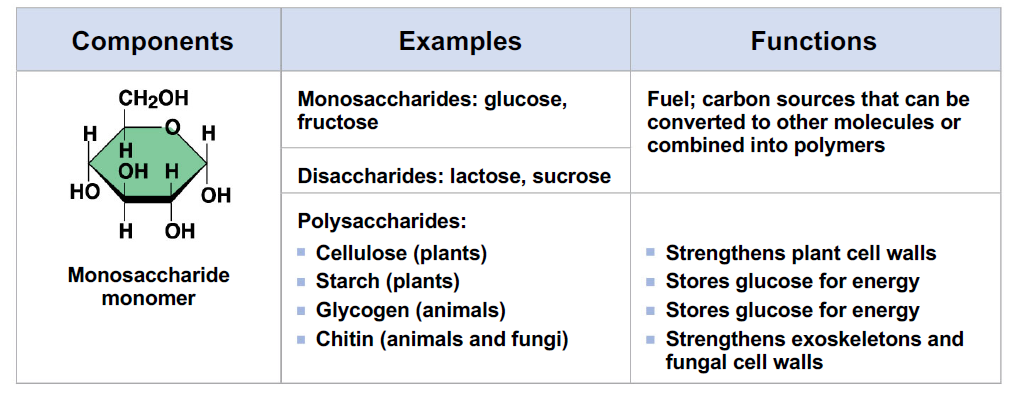 Components
Examples
Functions
CH2OH
O
H
H
H
OH H
HO
OH
H
OH
Monosaccharide
monomer
Monosaccharides: glucose,
fructose
Fuel; carbon sources that can be
converted to other molecules or
combined into polymers
Disaccharides: lactose, sucrose
Polysaccharides:
Cellulose (plants)
Starch (plants)
Glycogen (animals)
Chitin (animals and fungi)
Strengthens plant cell walls
Stores glucose for energy
Stores glucose for energy
Strengthens exoskeletons and
fungal cell walls